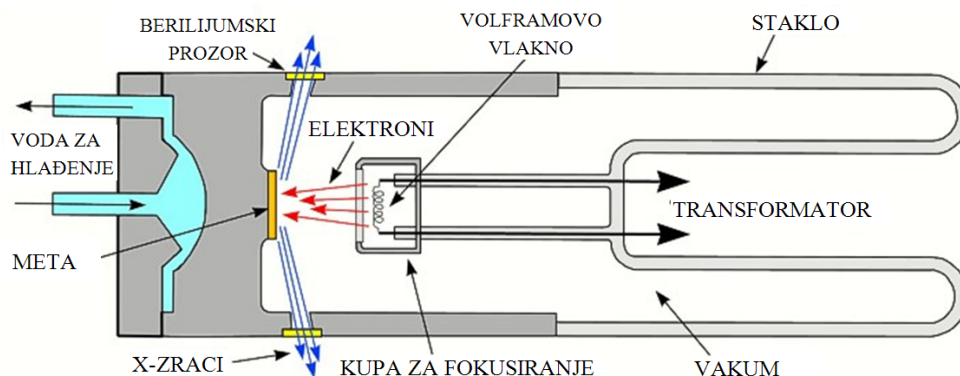 BERILIJUMSKI
PROZOR
VOLFRAMOVO
VLAKNO
STAKLO
ELEKTRONI
VODA ZA
HLAĐENJE
TRANSFORMATOR
META
X-ZRACI
KUPA ZA FOKUSIRANJE
VAKUM